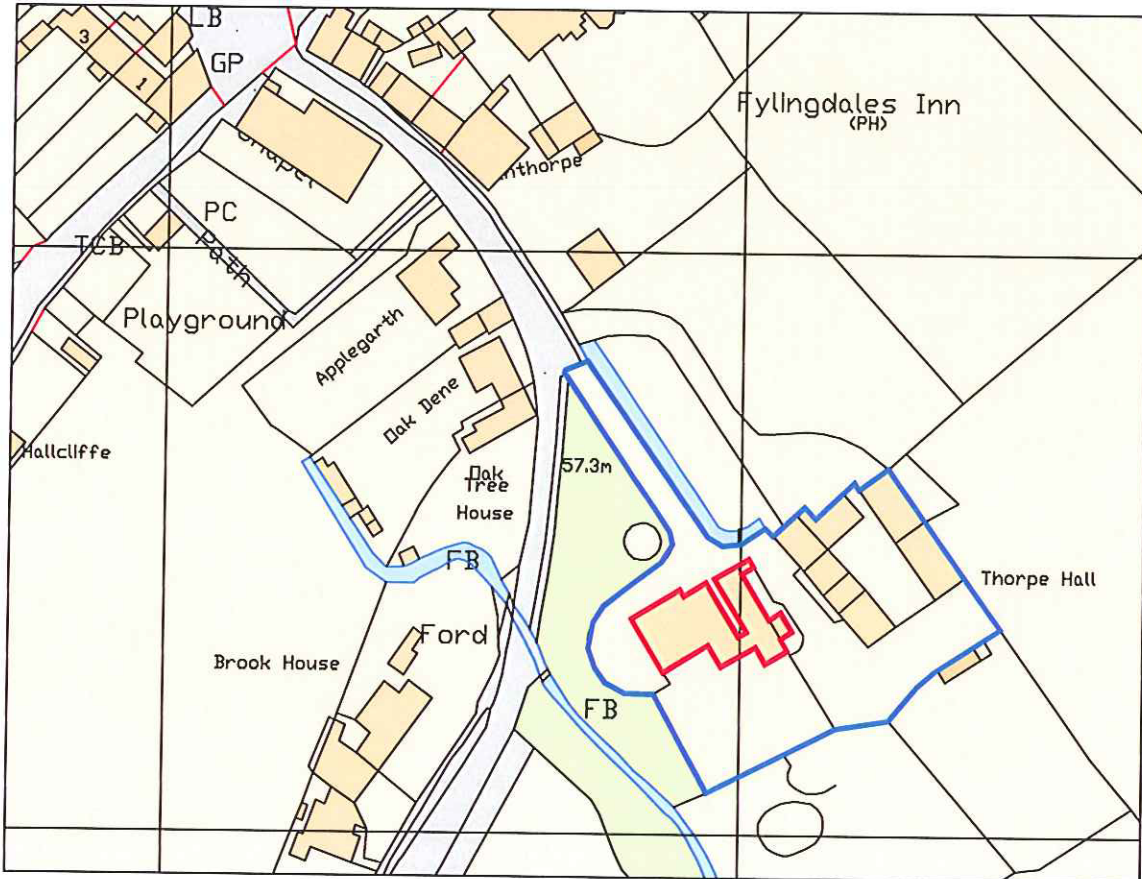 LB
3
GP
1
Fylingdales Inn
(PH)
Chapel
nthorpe
PC
TCB
Path
Playground
Applegarth
Oak Dene
Hallcliffe
57.3m
Oak
Tree
House
FB
Thorpe Hall
Ford
Brook House
FB